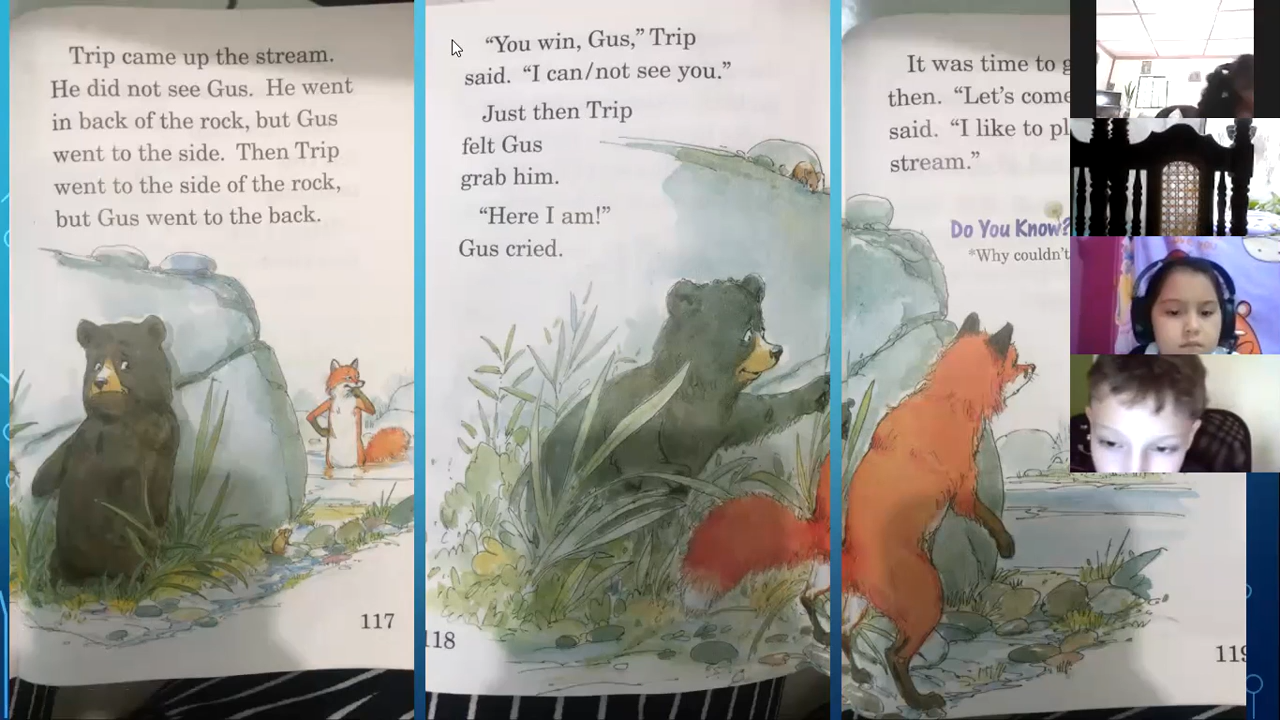 Trip came up the stream.
He did not see Gus. He went
in back of the rock, but Gus
went to the side. Then Trip
went to the side of the rock,
but Gus went to the back.
117
"You win, Gus," Trip
said. "I can/not see you."
Just then Trip
felt Gus
grab him.
"Here I am!"
Gus cried.
118
It was time to
then. "Let's come
said. "I like to
stream."
Do You Know?
*Why couldn't
119